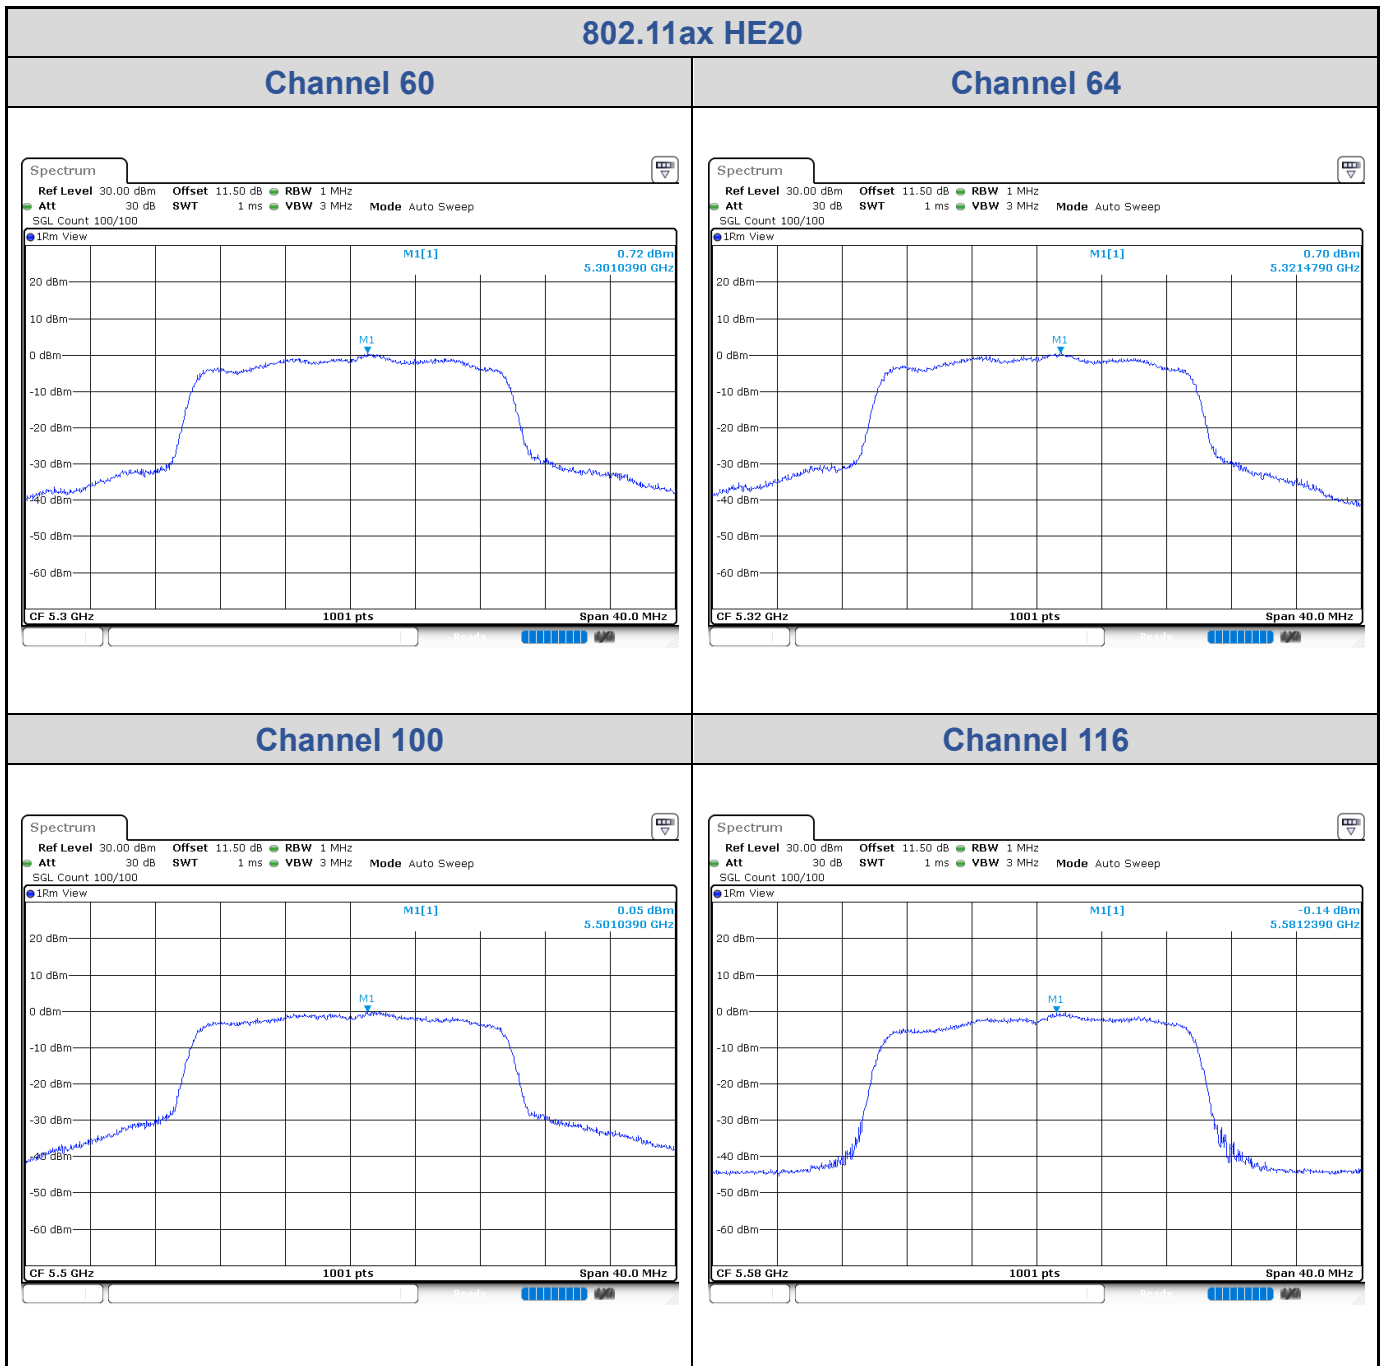 802.11ax HE20
Channel 60
Channel 64
Spectrum
Ref Level 30.00 dBm Offset 11.50 dB RBW 1 MHz
Att 30 dB SWT 1 ms VBW 3 MHz Mode Auto Sweep
SGL Count 100/100
1Rm View
M1[1] 0.72 dBm
5.3010390 GHz
20 dBm
10 dBm
M1
0 dBm
-10 dBm
-20 dBm
-30 dBm
-40 dBm
-50 dBm
-60 dBm
CF 5.3 GHz 1001 pts Span 40.0 MHz
Ready
Spectrum
Ref Level 30.00 dBm Offset 11.50 dB RBW 1 MHz
Att 30 dB SWT 1 ms VBW 3 MHz Mode Auto Sweep
SGL Count 100/100
1Rm View
M1[1] 0.70 dBm
5.3214790 GHz
20 dBm
10 dBm
M1
0 dBm
-10 dBm
-20 dBm
-30 dBm
-40 dBm
-50 dBm
-60 dBm
CF 5.32 GHz 1001 pts Span 40.0 MHz
Ready
Channel 100
Channel 116
Spectrum
Ref Level 30.00 dBm Offset 11.50 dB RBW 1 MHz
Att 30 dB SWT 1 ms VBW 3 MHz Mode Auto Sweep
SGL Count 100/100
1Rm View
M1[1] 0.05 dBm
5.5010390 GHz
20 dBm
10 dBm
M1
0 dBm
-10 dBm
-20 dBm
-30 dBm
-40 dBm
-50 dBm
-60 dBm
CF 5.5 GHz 1001 pts Span 40.0 MHz
Ready
Spectrum
Ref Level 30.00 dBm Offset 11.50 dB RBW 1 MHz
Att 30 dB SWT 1 ms VBW 3 MHz Mode Auto Sweep
SGL Count 100/100
1Rm View
M1[1] -0.14 dBm
5.5812390 GHz
20 dBm
10 dBm
M1
0 dBm
-10 dBm
-20 dBm
-30 dBm
-40 dBm
-50 dBm
-60 dBm
CF 5.58 GHz 1001 pts Span 40.0 MHz
Ready